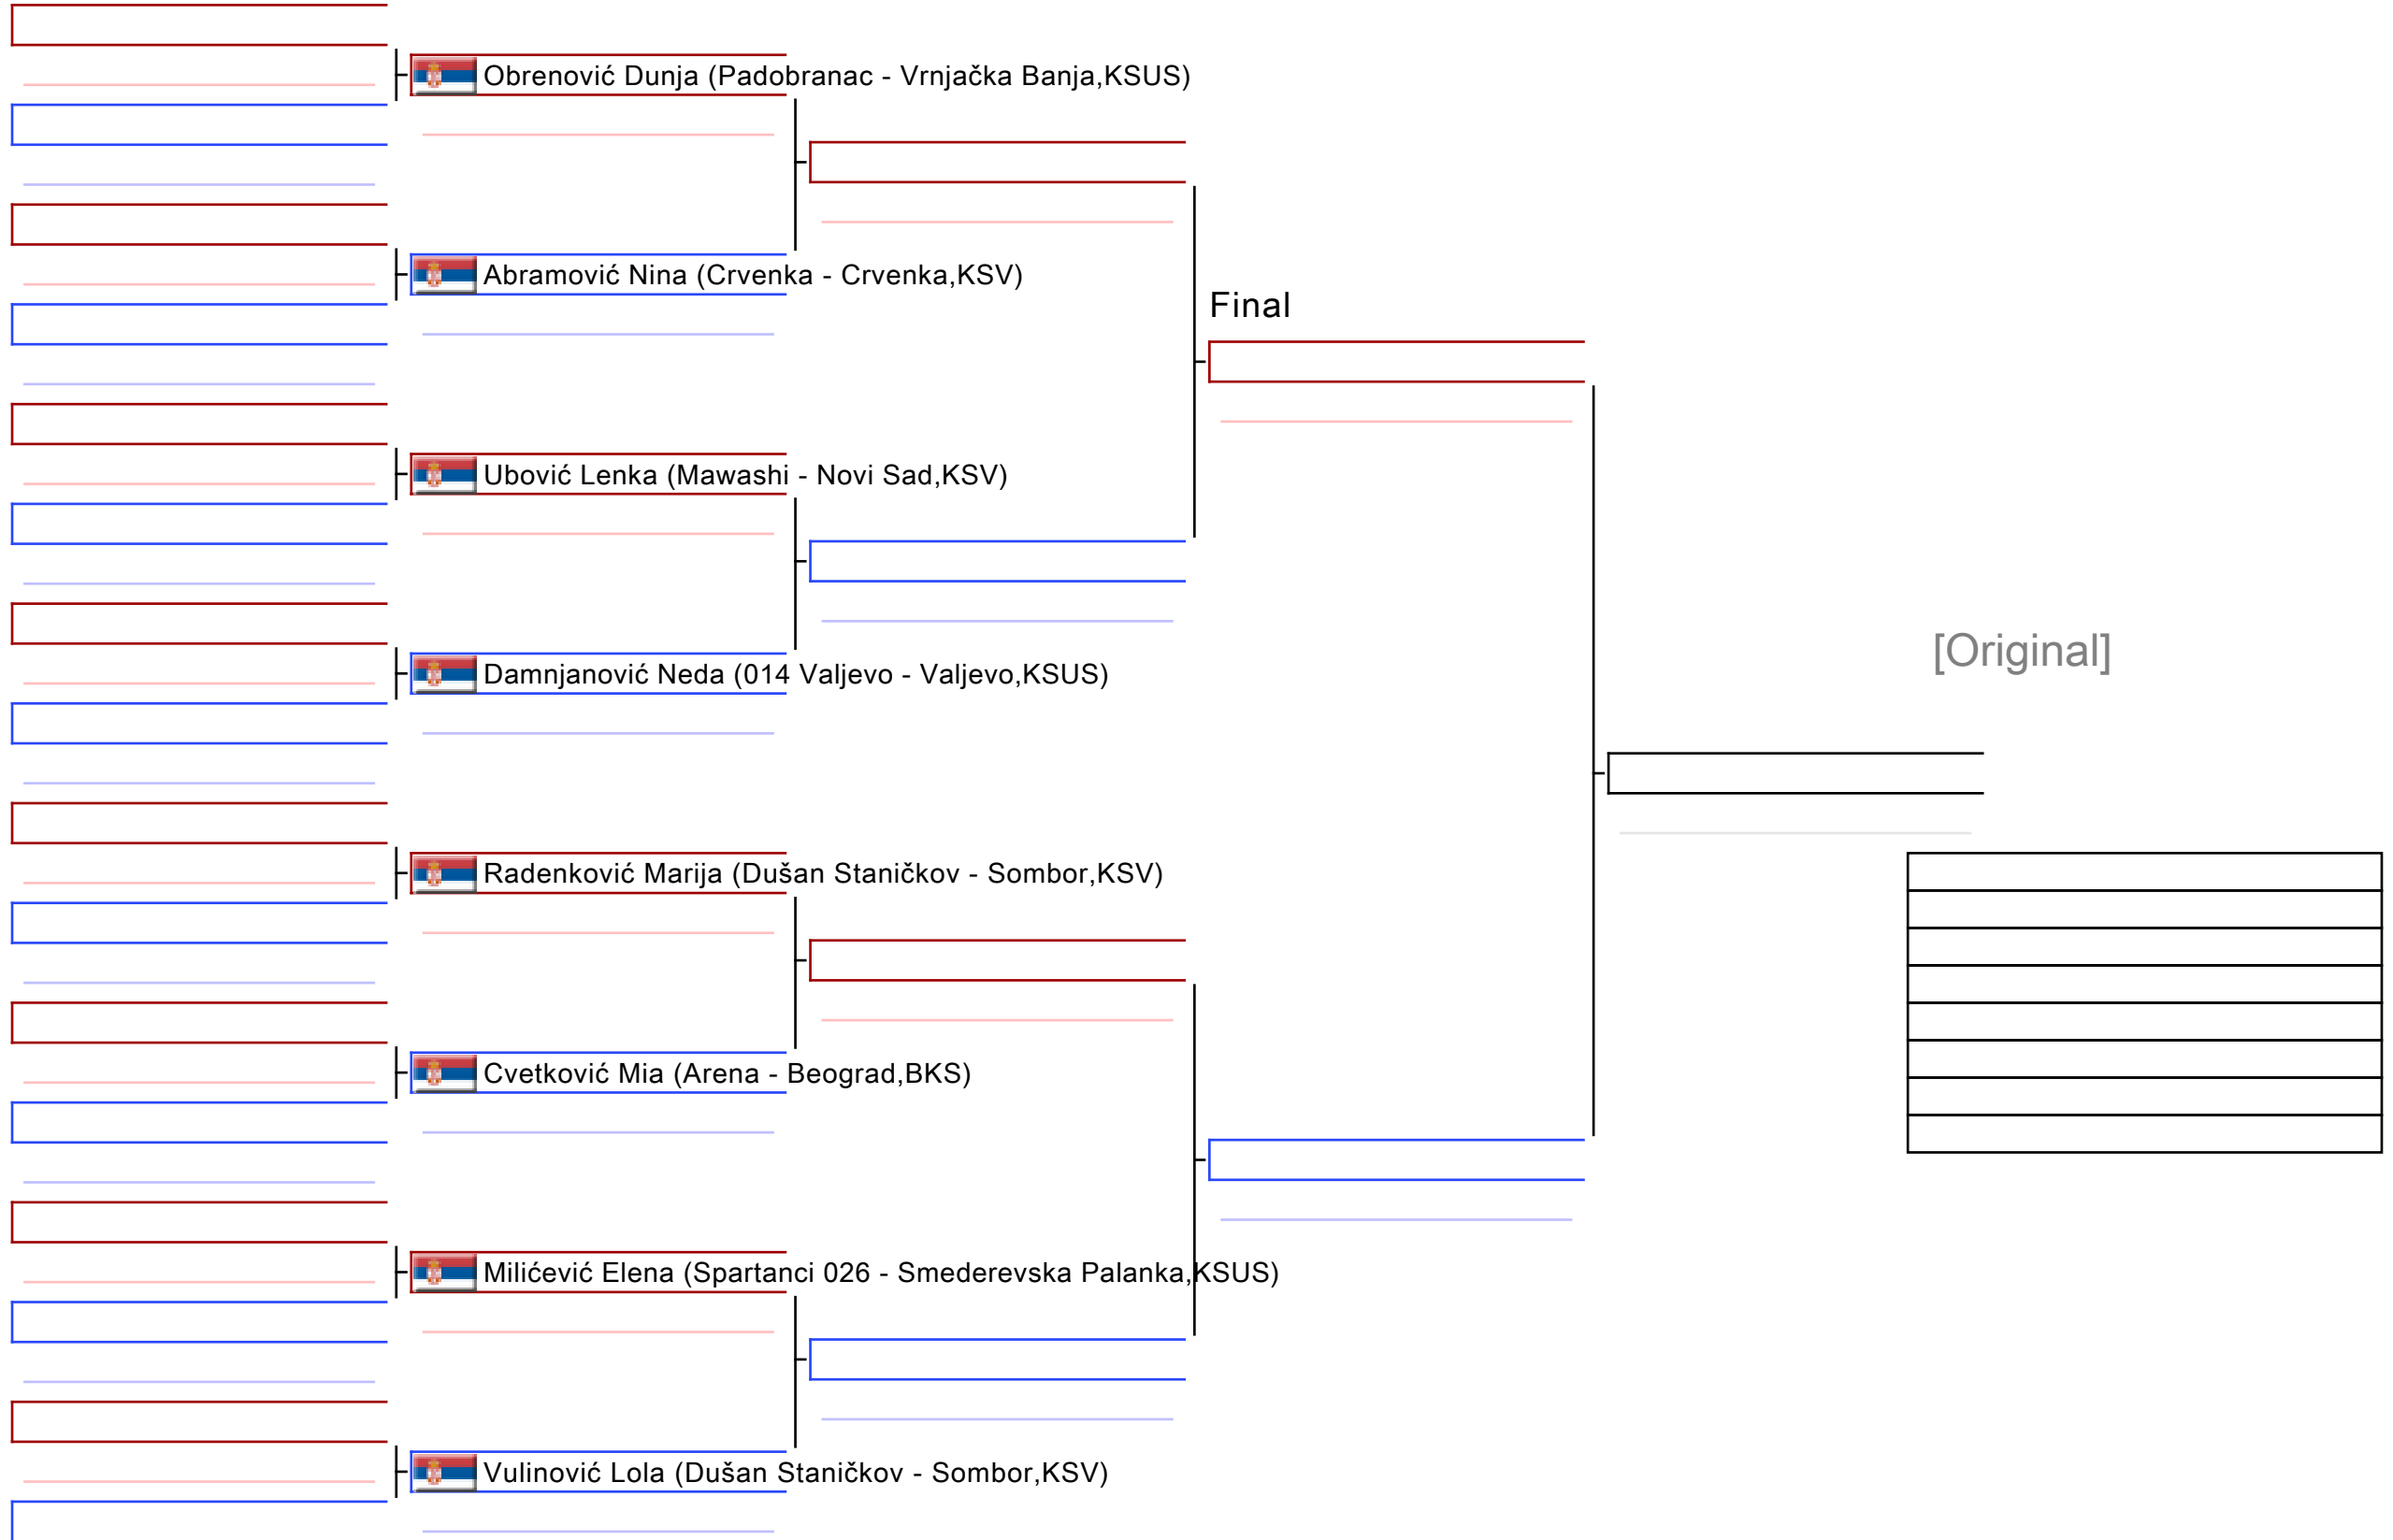 Obrenović Dunja (Padobranac - Vrnjačka Banja,KSUS)
Abramović Nina (Crvenka - Crvenka,KSV)
Final
Ubović Lenka (Mawashi - Novi Sad,KSV)
[Original]
Damnjanović Neda (014 Valjevo - Valjevo,KSUS)
Radenković Marija (Dušan Staničkov - Sombor,KSV)
Cvetković Mia (Arena - Beograd,BKS)
Milićević Elena (Spartanci 026 - Smederevska Palanka,KSUS)
Vulinović Lola (Dušan Staničkov - Sombor,KSV)